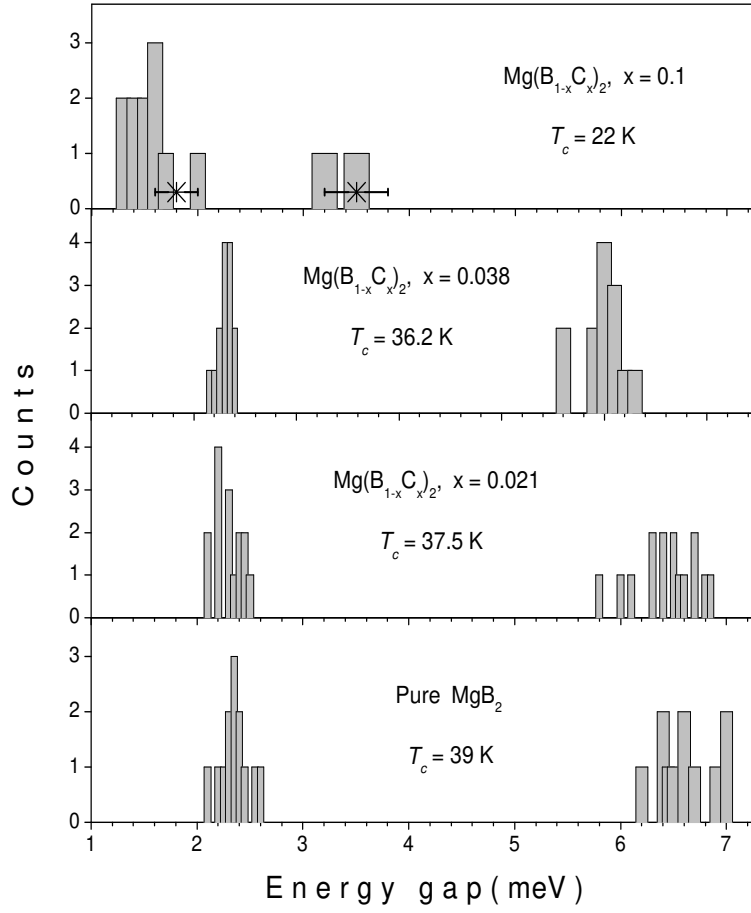 3
2
1
0
Mg(B1-xCx)2, x = 0.1
Tc = 22 K
4
3
2
1
0
Mg(B1-xCx)2, x = 0.038
Tc = 36.2 K
4
3
2
1
0
Mg(B1-xCx)2, x = 0.021
Tc = 37.5 K
3
2
1
0
Pure MgB2
Tc = 39 K
1 2 3 4 5 6 7
Counts
Energy gap (meV)